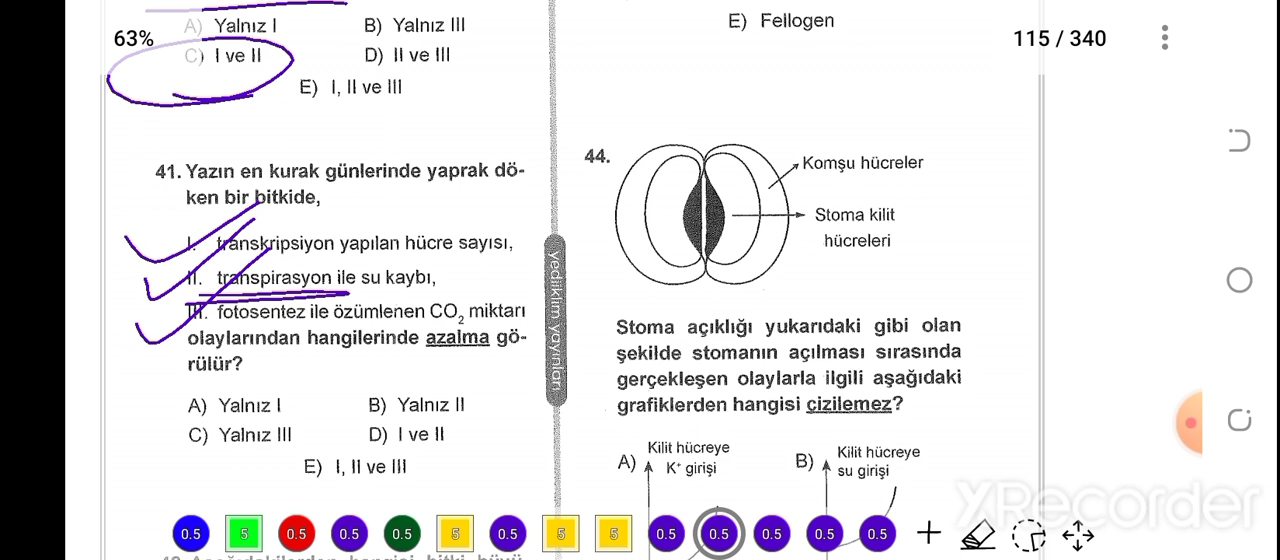 63%
115 / 340
A) Yalnız I
B) Yalnız III
C) I ve II
D) II ve III
E) I, II ve III
41. Yazın en kurak günlerinde yaprak dö-
ken bir bitkide,
I. transkripsiyon yapılan hücre sayısı,
II. transpirasyon ile su kaybı,
III. fotosentez ile özümlenen CO₂ miktarı
olaylarından hangilerinde azalma gö-
rülür?
A) Yalnız I
B) Yalnız II
C) Yalnız III
D) I ve II
E) I, II ve III
yediiklim yayınları
E) Fellogen
44.
Komşu hücreler
Stoma kilit
hücreleri
Stoma açıklığı yukarıdaki gibi olan
şekilde stomanın açılması sırasında
gerçekleşen olaylarla ilgili aşağıdaki
grafiklerden hangisi çizilemez?
A) Kilit hücreye
K⁺ girişi
B) Kilit hücreye
su girişi
0.5 5 0.5 0.5 0.5 5 0.5 5 5 0.5 0.5 0.5 0.5 0.5
XRecorder